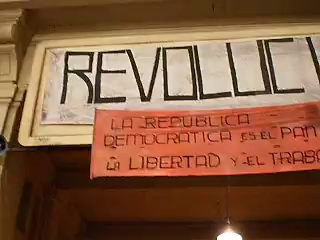 REVOLUCI
LA REPUBLICA
DEMOCRATICA ES EL PAN
LA LIBERTAD Y EL TRABA